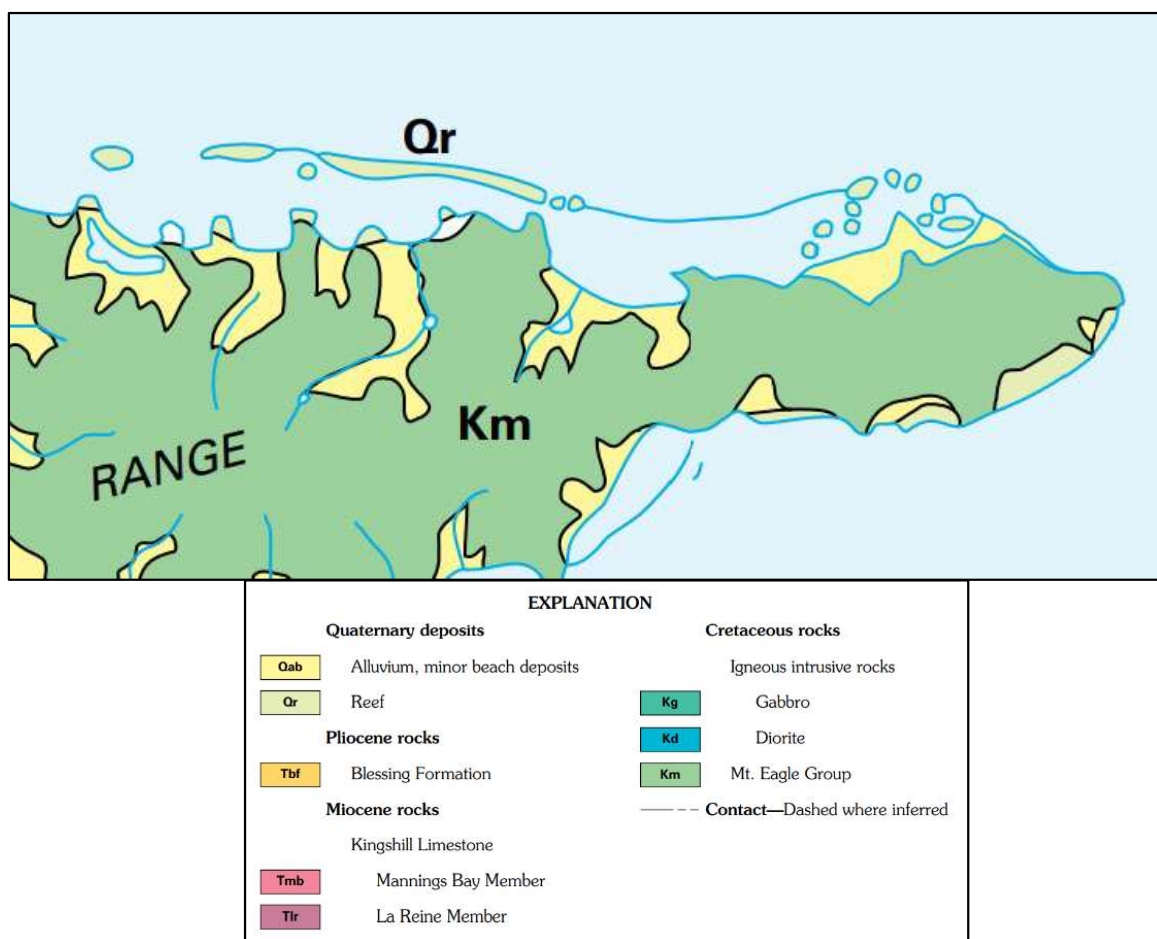 Qr
Km
RANGE
EXPLANATION
Quaternary deposits
Qab Alluvium, minor beach deposits
Qr Reef
Pliocene rocks
Tbf Blessing Formation
Miocene rocks
Kingshill Limestone
Tmb Mannings Bay Member
Tlr La Reine Member
Cretaceous rocks
Igneous intrusive rocks
Kg Gabbro
Kd Diorite
Km Mt. Eagle Group
Contact—Dashed where inferred